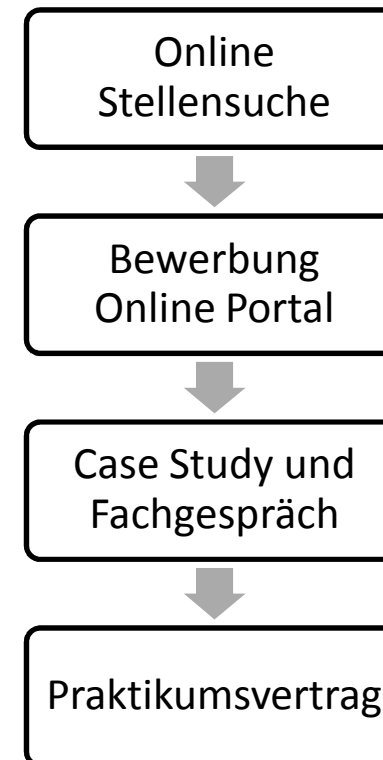 Online
Stellensuche
Bewerbung
Online Portal
Case Study und
Fachgespräch
Praktikumsvertrag